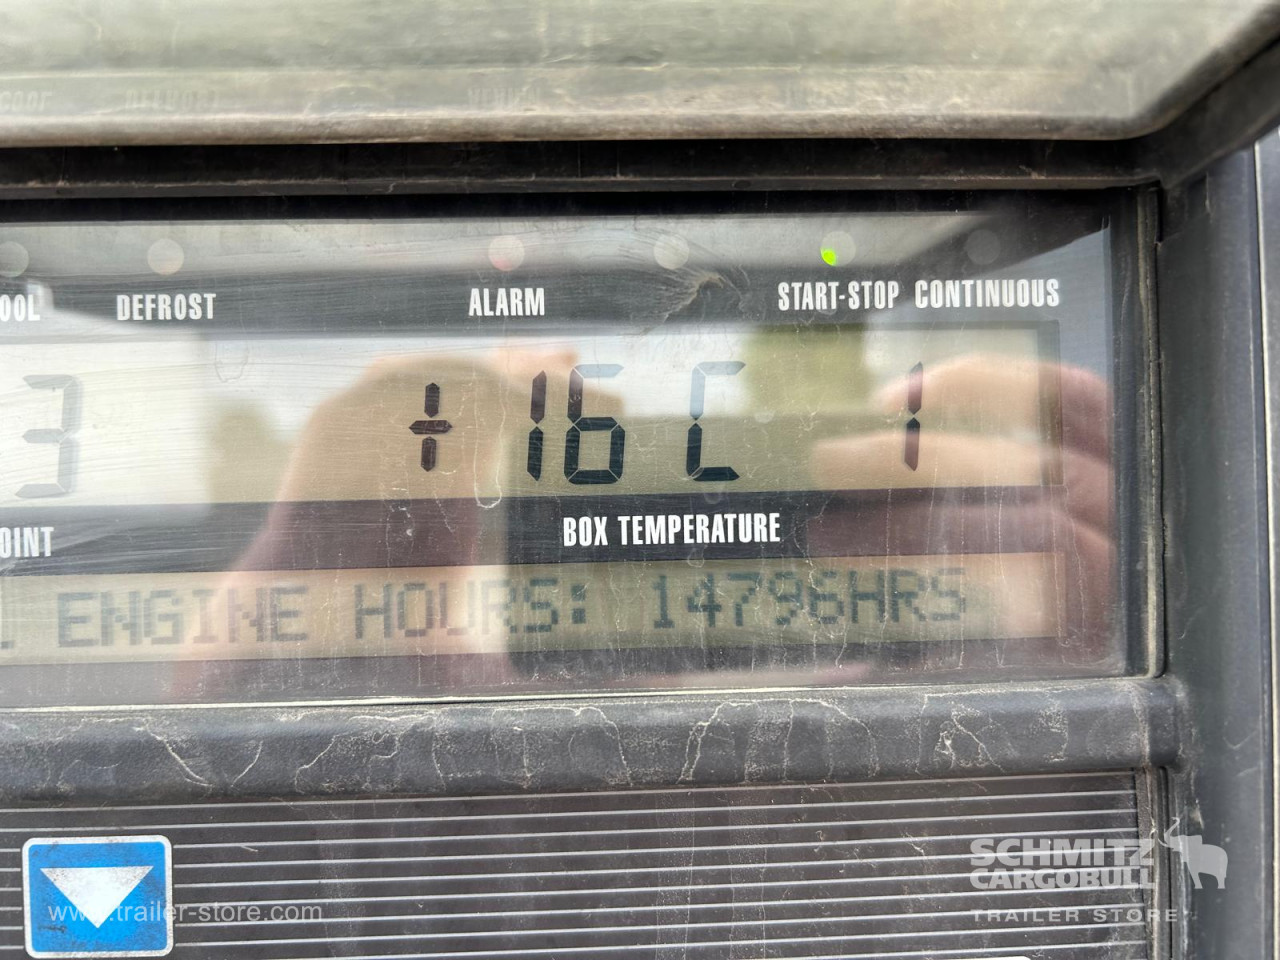 OOL DEFROST ALARM START-STOP CONTINUOUS
3 +16 C 1
OINT BOX TEMPERATURE
. ENGINE HOURS: 14796HRS
SCHMITZ
CARGOBULL
www.trailer-store.com TRAILER STORE